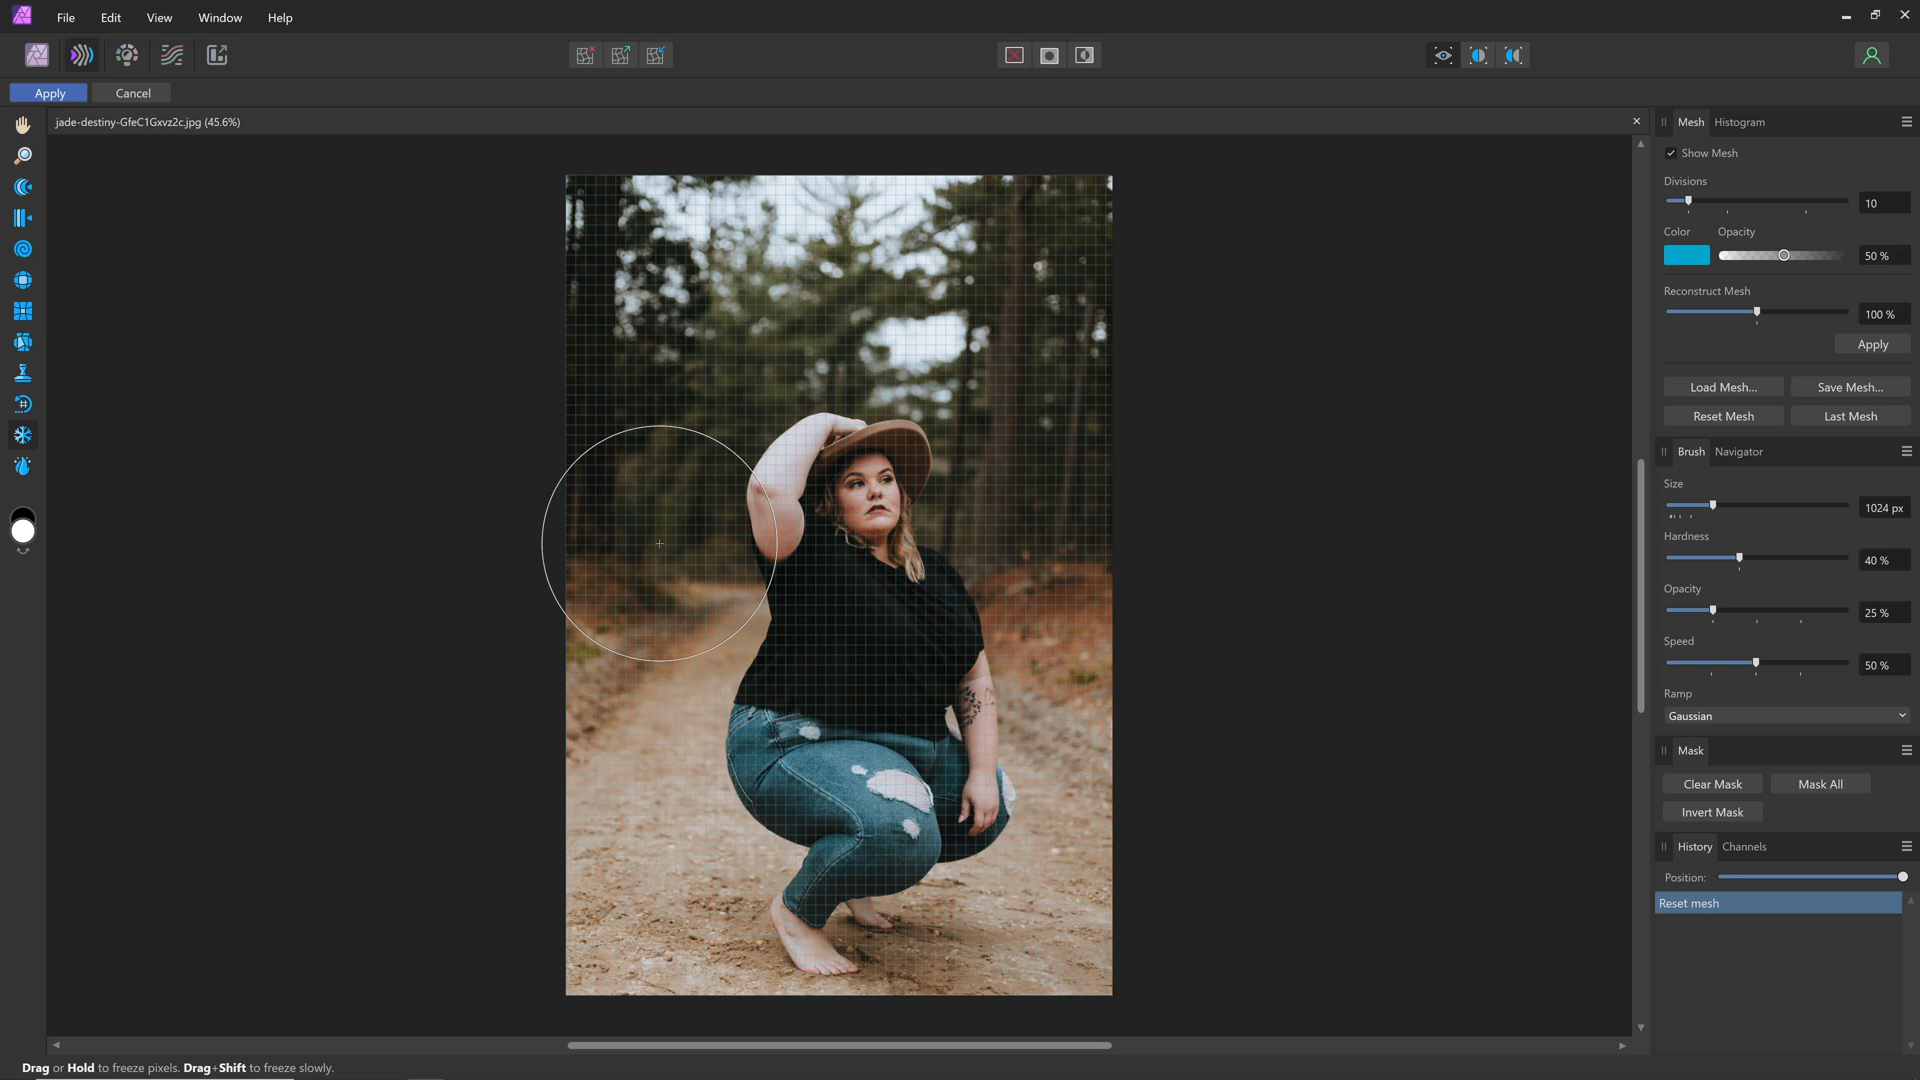 File Edit View Window Help
Apply Cancel
jade-destiny-GfeC1Gxvz2c.jpg (45.6%)
Mesh Histogram
Show Mesh
Divisions
10
Color Opacity
50 %
Reconstruct Mesh
100 %
Apply
Load Mesh... Save Mesh...
Reset Mesh Last Mesh
Brush Navigator
Size
1024 px
Hardness
40 %
Opacity
25 %
Speed
50 %
Ramp
Gaussian
Mask
Clear Mask Mask All
Invert Mask
History Channels
Position:
Reset mesh
Drag or Hold to freeze pixels. Drag+Shift to freeze slowly.